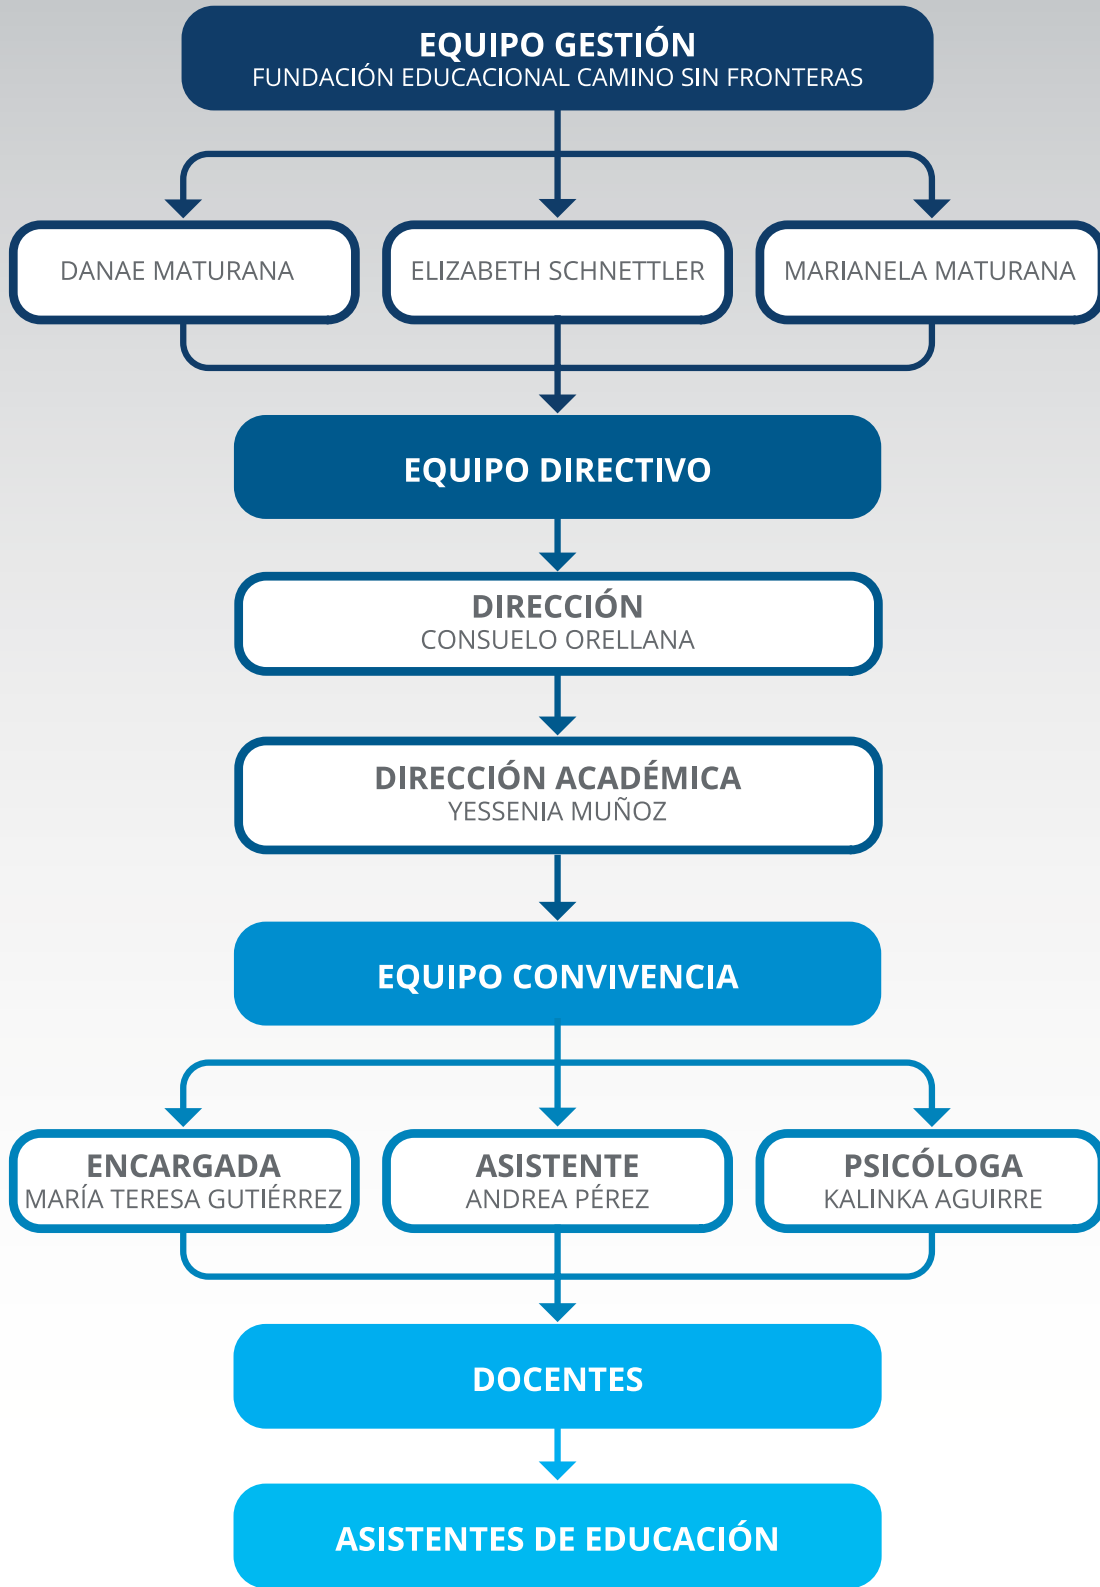 EQUIPO GESTIÓN
FUNDACIÓN EDUCACIONAL CAMINO SIN FRONTERAS
DANAE MATURANA
ELIZABETH SCHNETTLER
MARIANELA MATURANA
EQUIPO DIRECTIVO
DIRECCIÓN
CONSUELO ORELLANA
DIRECCIÓN ACADÉMICA
YESSENIA MUÑOZ
EQUIPO CONVIVENCIA
ENCARGADA
MARÍA TERESA GUTIÉRREZ
ASISTENTE
ANDREA PÉREZ
PSICÓLOGA
KALINKA AGUIRRE
DOCENTES
ASISTENTES DE EDUCACIÓN